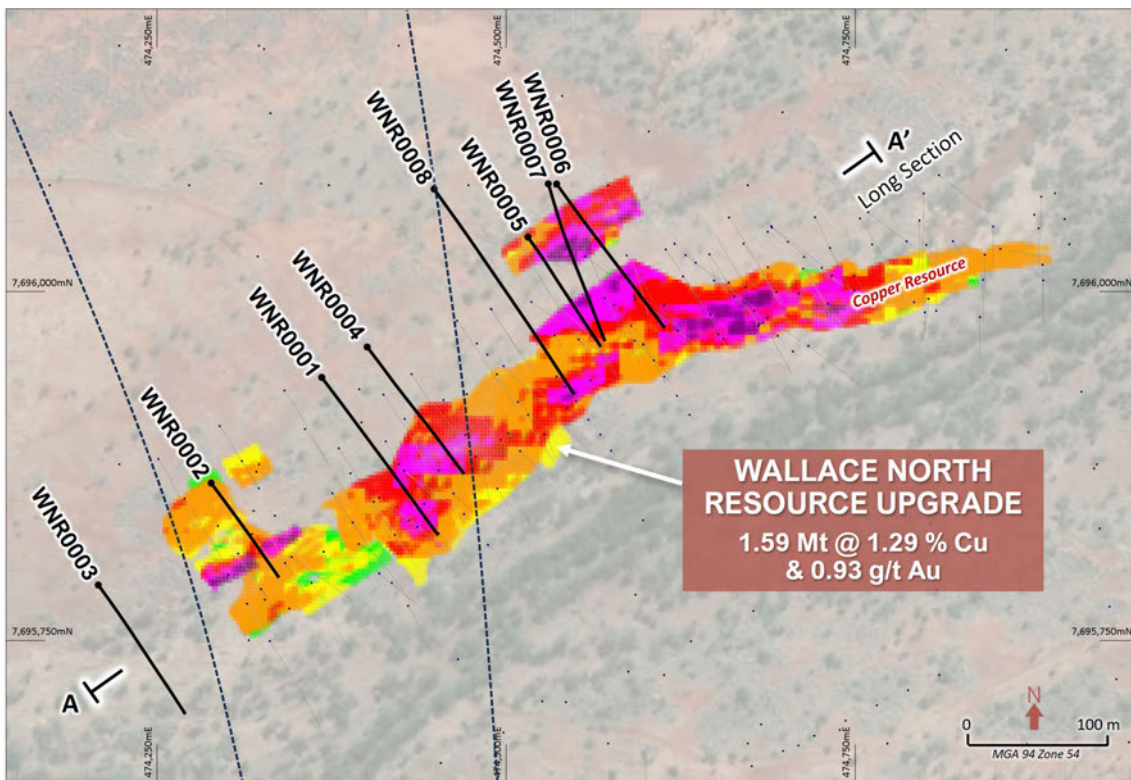 474,250mE
474,500mE
474,750mE
WNR0008
WNR0007
WNR0006
WNR0005
A'
Long Section
WNR0004
WNR0001
7,696,000mN
7,696,000mN
Copper Resource
WNR0002
WNR0003
WALLACE NORTH
RESOURCE UPGRADE
1.59 Mt @ 1.29 % Cu
& 0.93 g/t Au
7,695,750mN
7,695,750mN
A
N
0 100 m
MGA 94 Zone 54
474,250mE
474,500mE
474,750mE